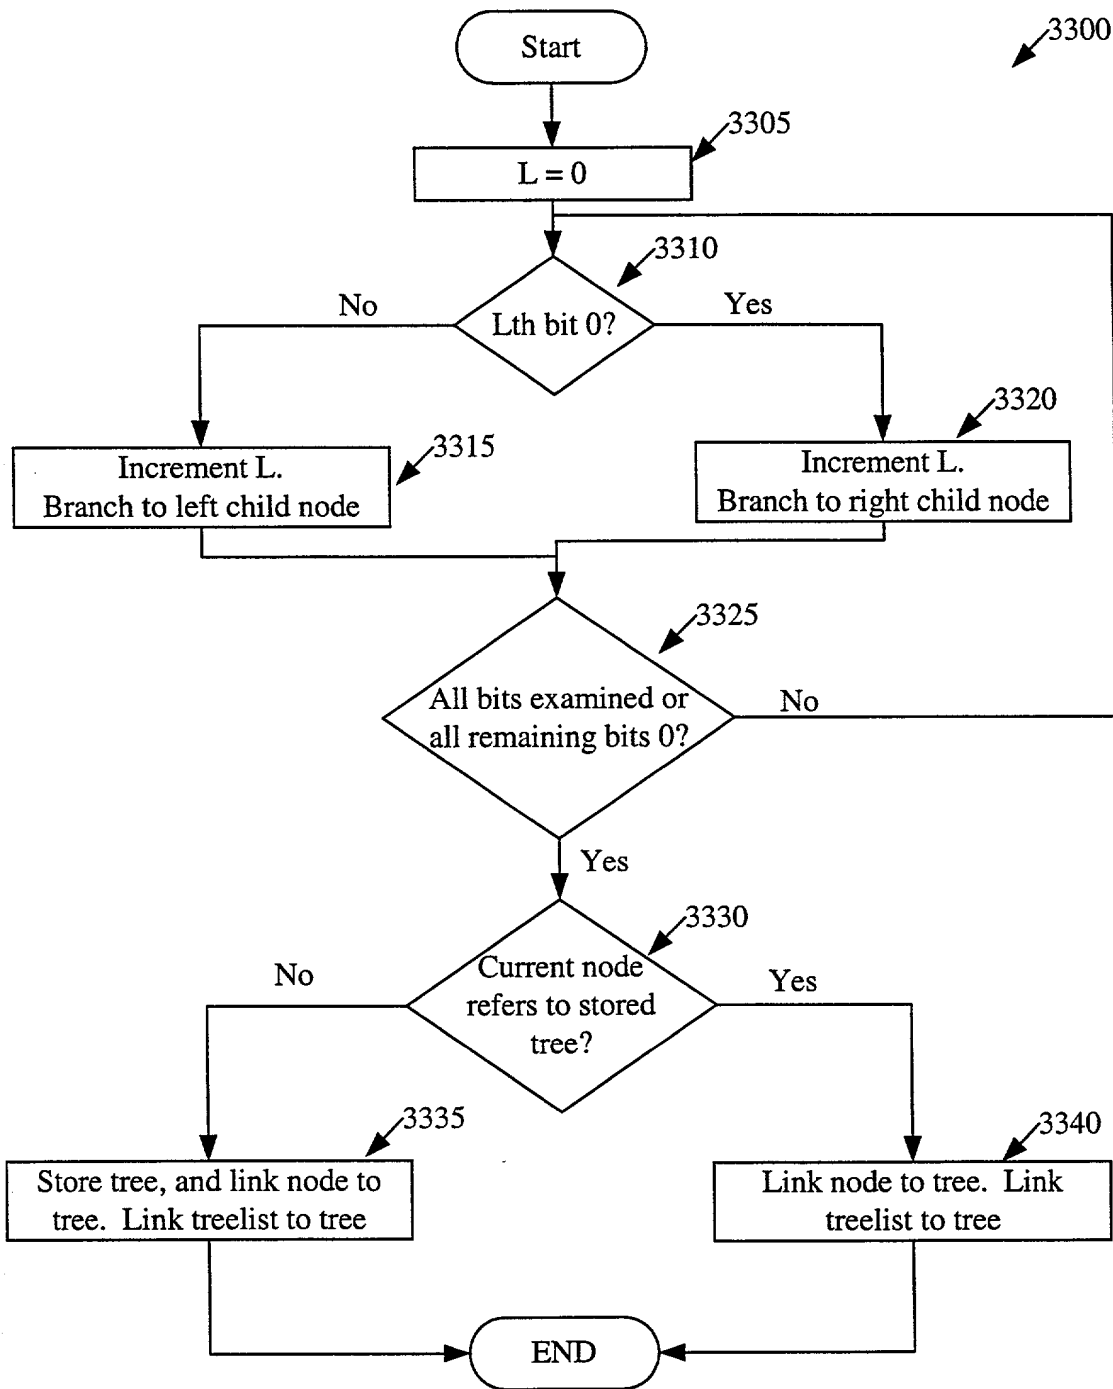 Start
3300
3305
L = 0
3310
No
Yes
Lth bit 0?
3320
3315
Increment L.
Branch to left child node
Increment L.
Branch to right child node
3325
All bits examined or
all remaining bits 0?
No
Yes
3330
No
Current node
refers to stored
tree?
Yes
3335
3340
Store tree, and link node to
tree. Link treelist to tree
Link node to tree. Link
treelist to tree
END